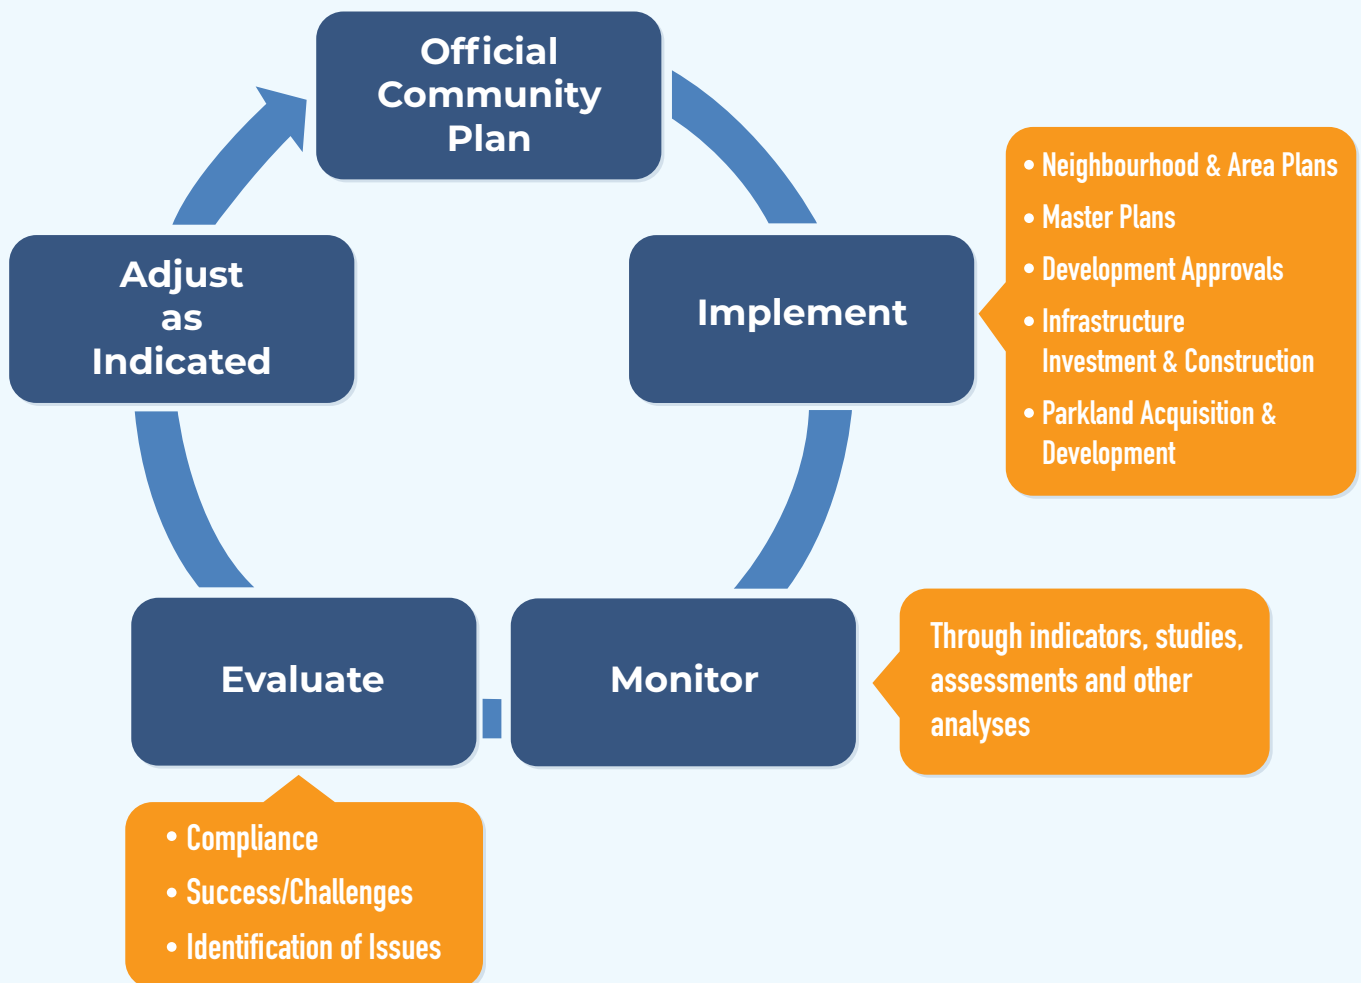 Official
Community
Plan
Adjust
as
Indicated
Implement
• Neighbourhood & Area Plans
• Master Plans
• Development Approvals
• Infrastructure
Investment & Construction
• Parkland Acquisition &
Development
Evaluate
Monitor
Through indicators, studies,
assessments and other
analyses
• Compliance
• Success/Challenges
• Identification of Issues